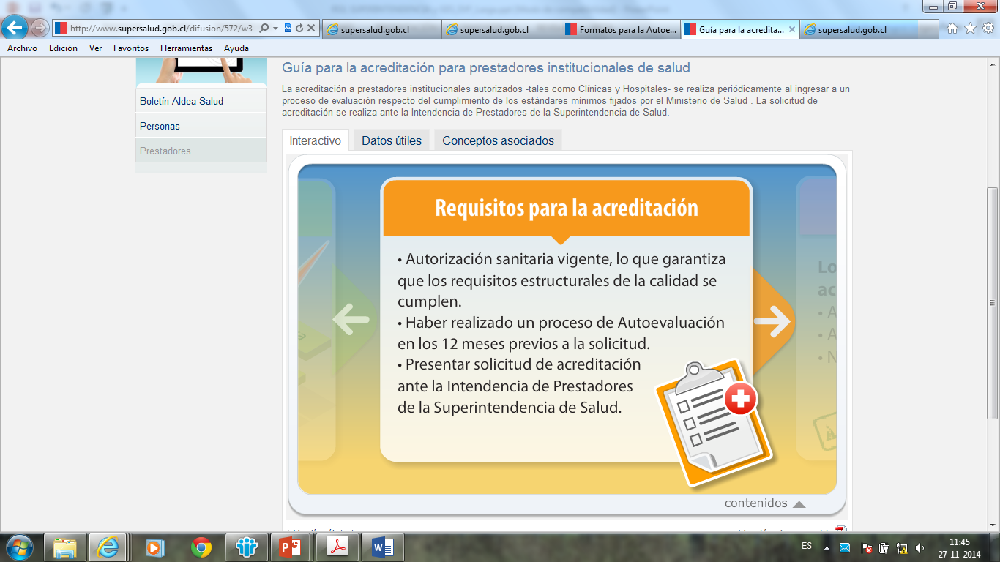 http://www.supersalud.gob.cl/difusion/572/w3-
supersalud.gob.cl
supersalud.gob.cl
Formatos para la Autoe...
Guía para la acredita...
supersalud.gob.cl
Archivo Edición Ver Favoritos Herramientas Ayuda
Boletín Aldea Salud
Personas
Prestadores
Guía para la acreditación para prestadores institucionales de salud
La acreditación a prestadores institucionales autorizados -tales como Clínicas y Hospitales- se realiza periódicamente al ingresar a un
proceso de evaluación respecto del cumplimiento de los estándares mínimos fijados por el Ministerio de Salud . La solicitud de
acreditación se realiza ante la Intendencia de Prestadores de la Superintendencia de Salud.
Interactivo Datos útiles Conceptos asociados
Requisitos para la acreditación
• Autorización sanitaria vigente, lo que garantiza
que los requisitos estructurales de la calidad se
cumplen.
• Haber realizado un proceso de Autoevaluación
en los 12 meses previos a la solicitud.
• Presentar solicitud de acreditación
ante la Intendencia de Prestadores
de la Superintendencia de Salud.
Lo
ac
• A
• A
• N
contenidos
ES
11:45
27-11-2014